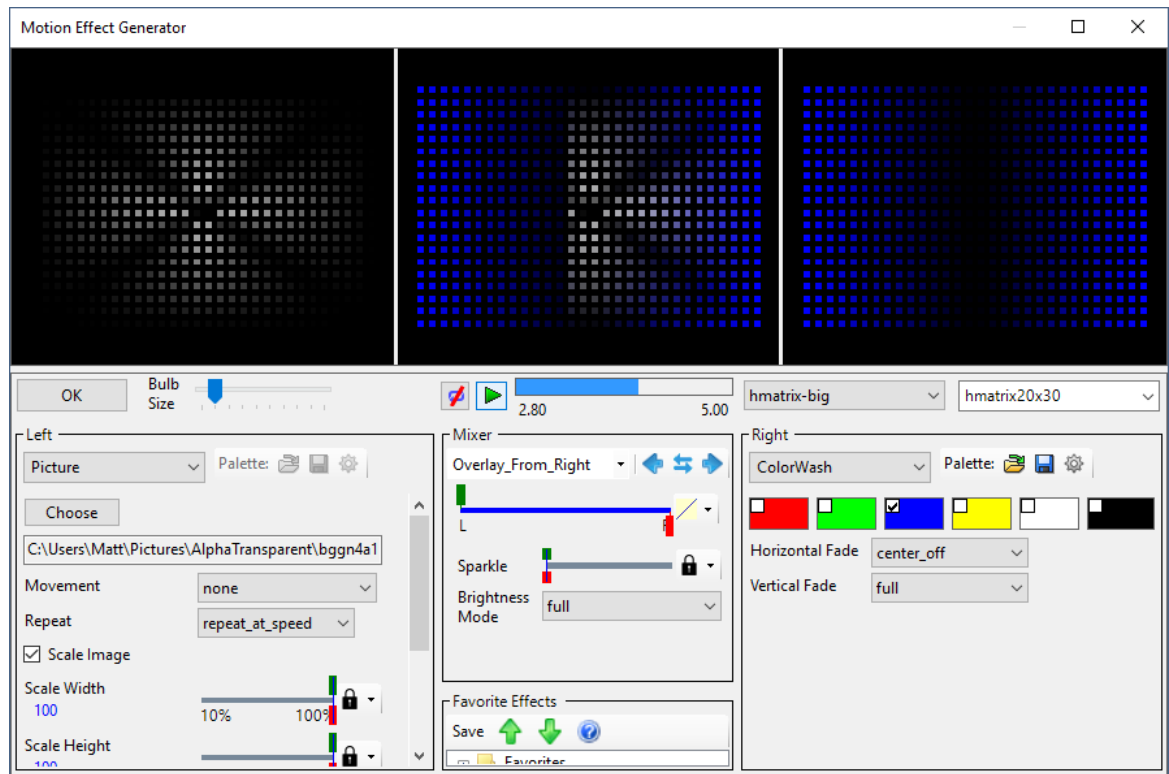 Motion Effect Generator
OK
Bulb
Size
2.80 5.00
hmatrix-big
hmatrix20x30
Left
Picture
Palette:
Choose
C:\Users\Matt\Pictures\AlphaTransparent\bggn4a1
Movement
none
Repeat
repeat_at_speed
Scale Image
Scale Width
100
10% 100%
Scale Height
100
Mixer
Overlay_From_Right
L
Sparkle
Brightness
Mode
full
Favorite Effects
Save
Favorites
Right
ColorWash
Palette:
Horizontal Fade
center_off
Vertical Fade
full